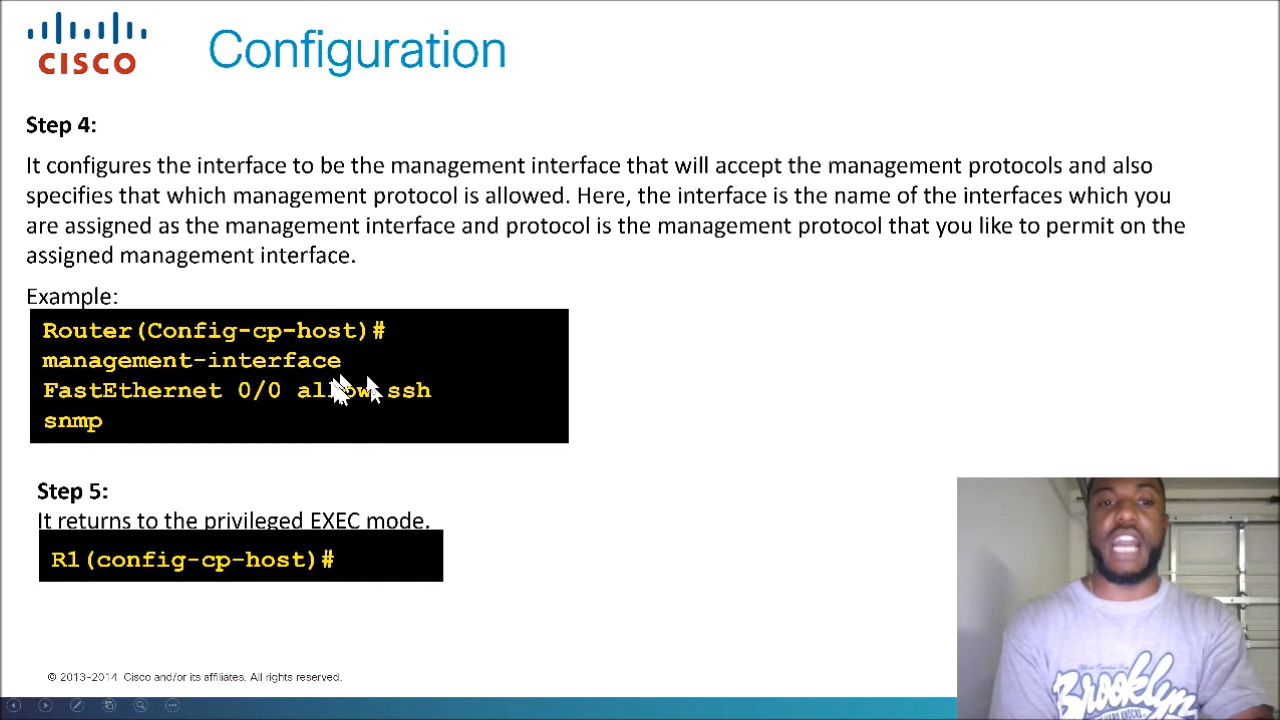 CISCO
Configuration
Step 4:
It configures the interface to be the management interface that will accept the management protocols and also
specifies that which management protocol is allowed. Here, the interface is the name of the interfaces which you
are assigned as the management interface and protocol is the management protocol that you like to permit on the
assigned management interface.
Example:
Router(Config-cp-host)#
management-interface
FastEthernet 0/0 allow ssh
snmp
Step 5:
It returns to the privileged EXEC mode.
R1(config-cp-host)#
© 2013-2014 Cisco and/or its affiliates. All rights reserved.
Brooklyn